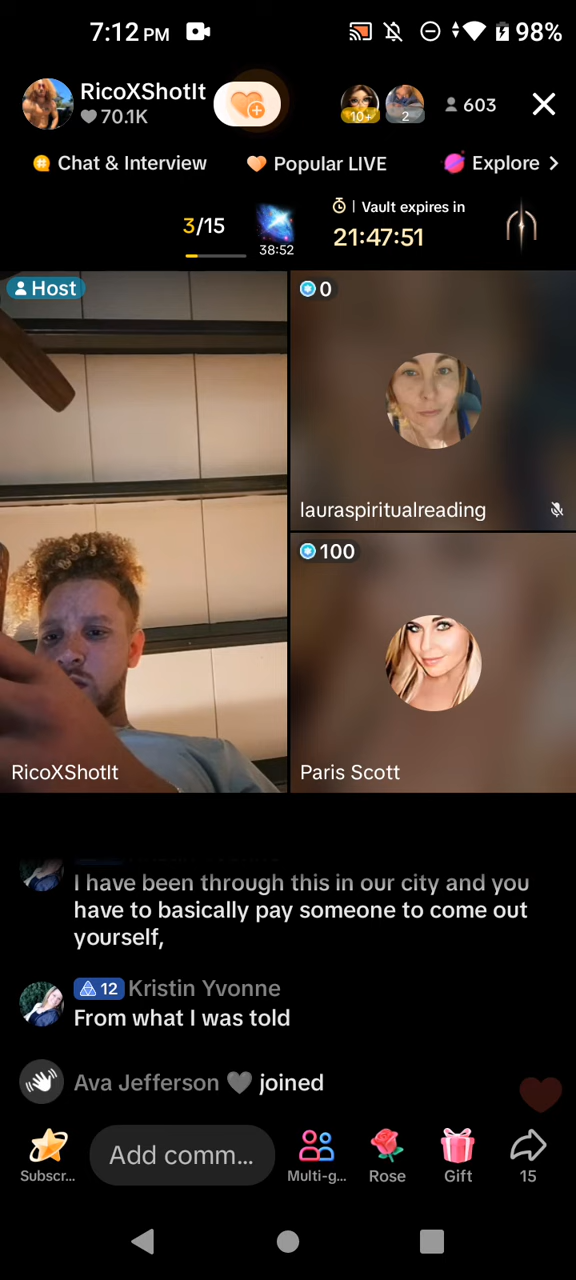 7:12 PM
98%
RicoXShotIt
70.1K
10+
2
603
Chat & Interview
Popular LIVE
Explore
3/15
38:52
| Vault expires in
21:47:51
Host
0
lauraspiritualreading
100
RicoXShotIt
Paris Scott
I have been through this in our city and you
have to basically pay someone to come out
yourself,
12 Kristin Yvonne
From what I was told
Ava Jefferson 🩶 joined
Add comm...
Subscr...
Multi-g...
Rose
Gift
15